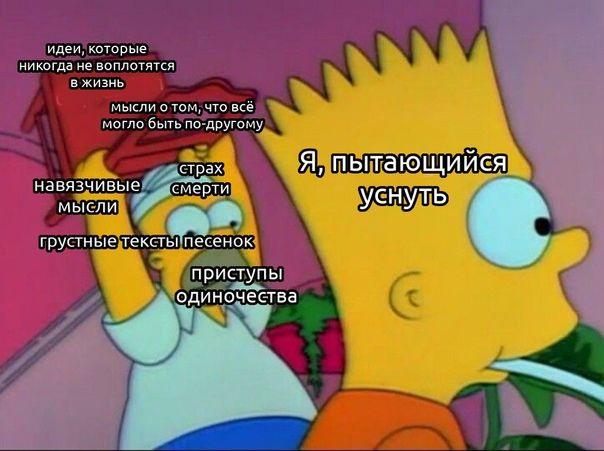 идеи, которые
никогда не воплотятся
в жизнь
мысли о том, что всё
могло быть по-другому
навязчивые
мысли
страх
смерти
грустные тексты песенок
приступы
одиночества
Я, пытающийся
уснуть